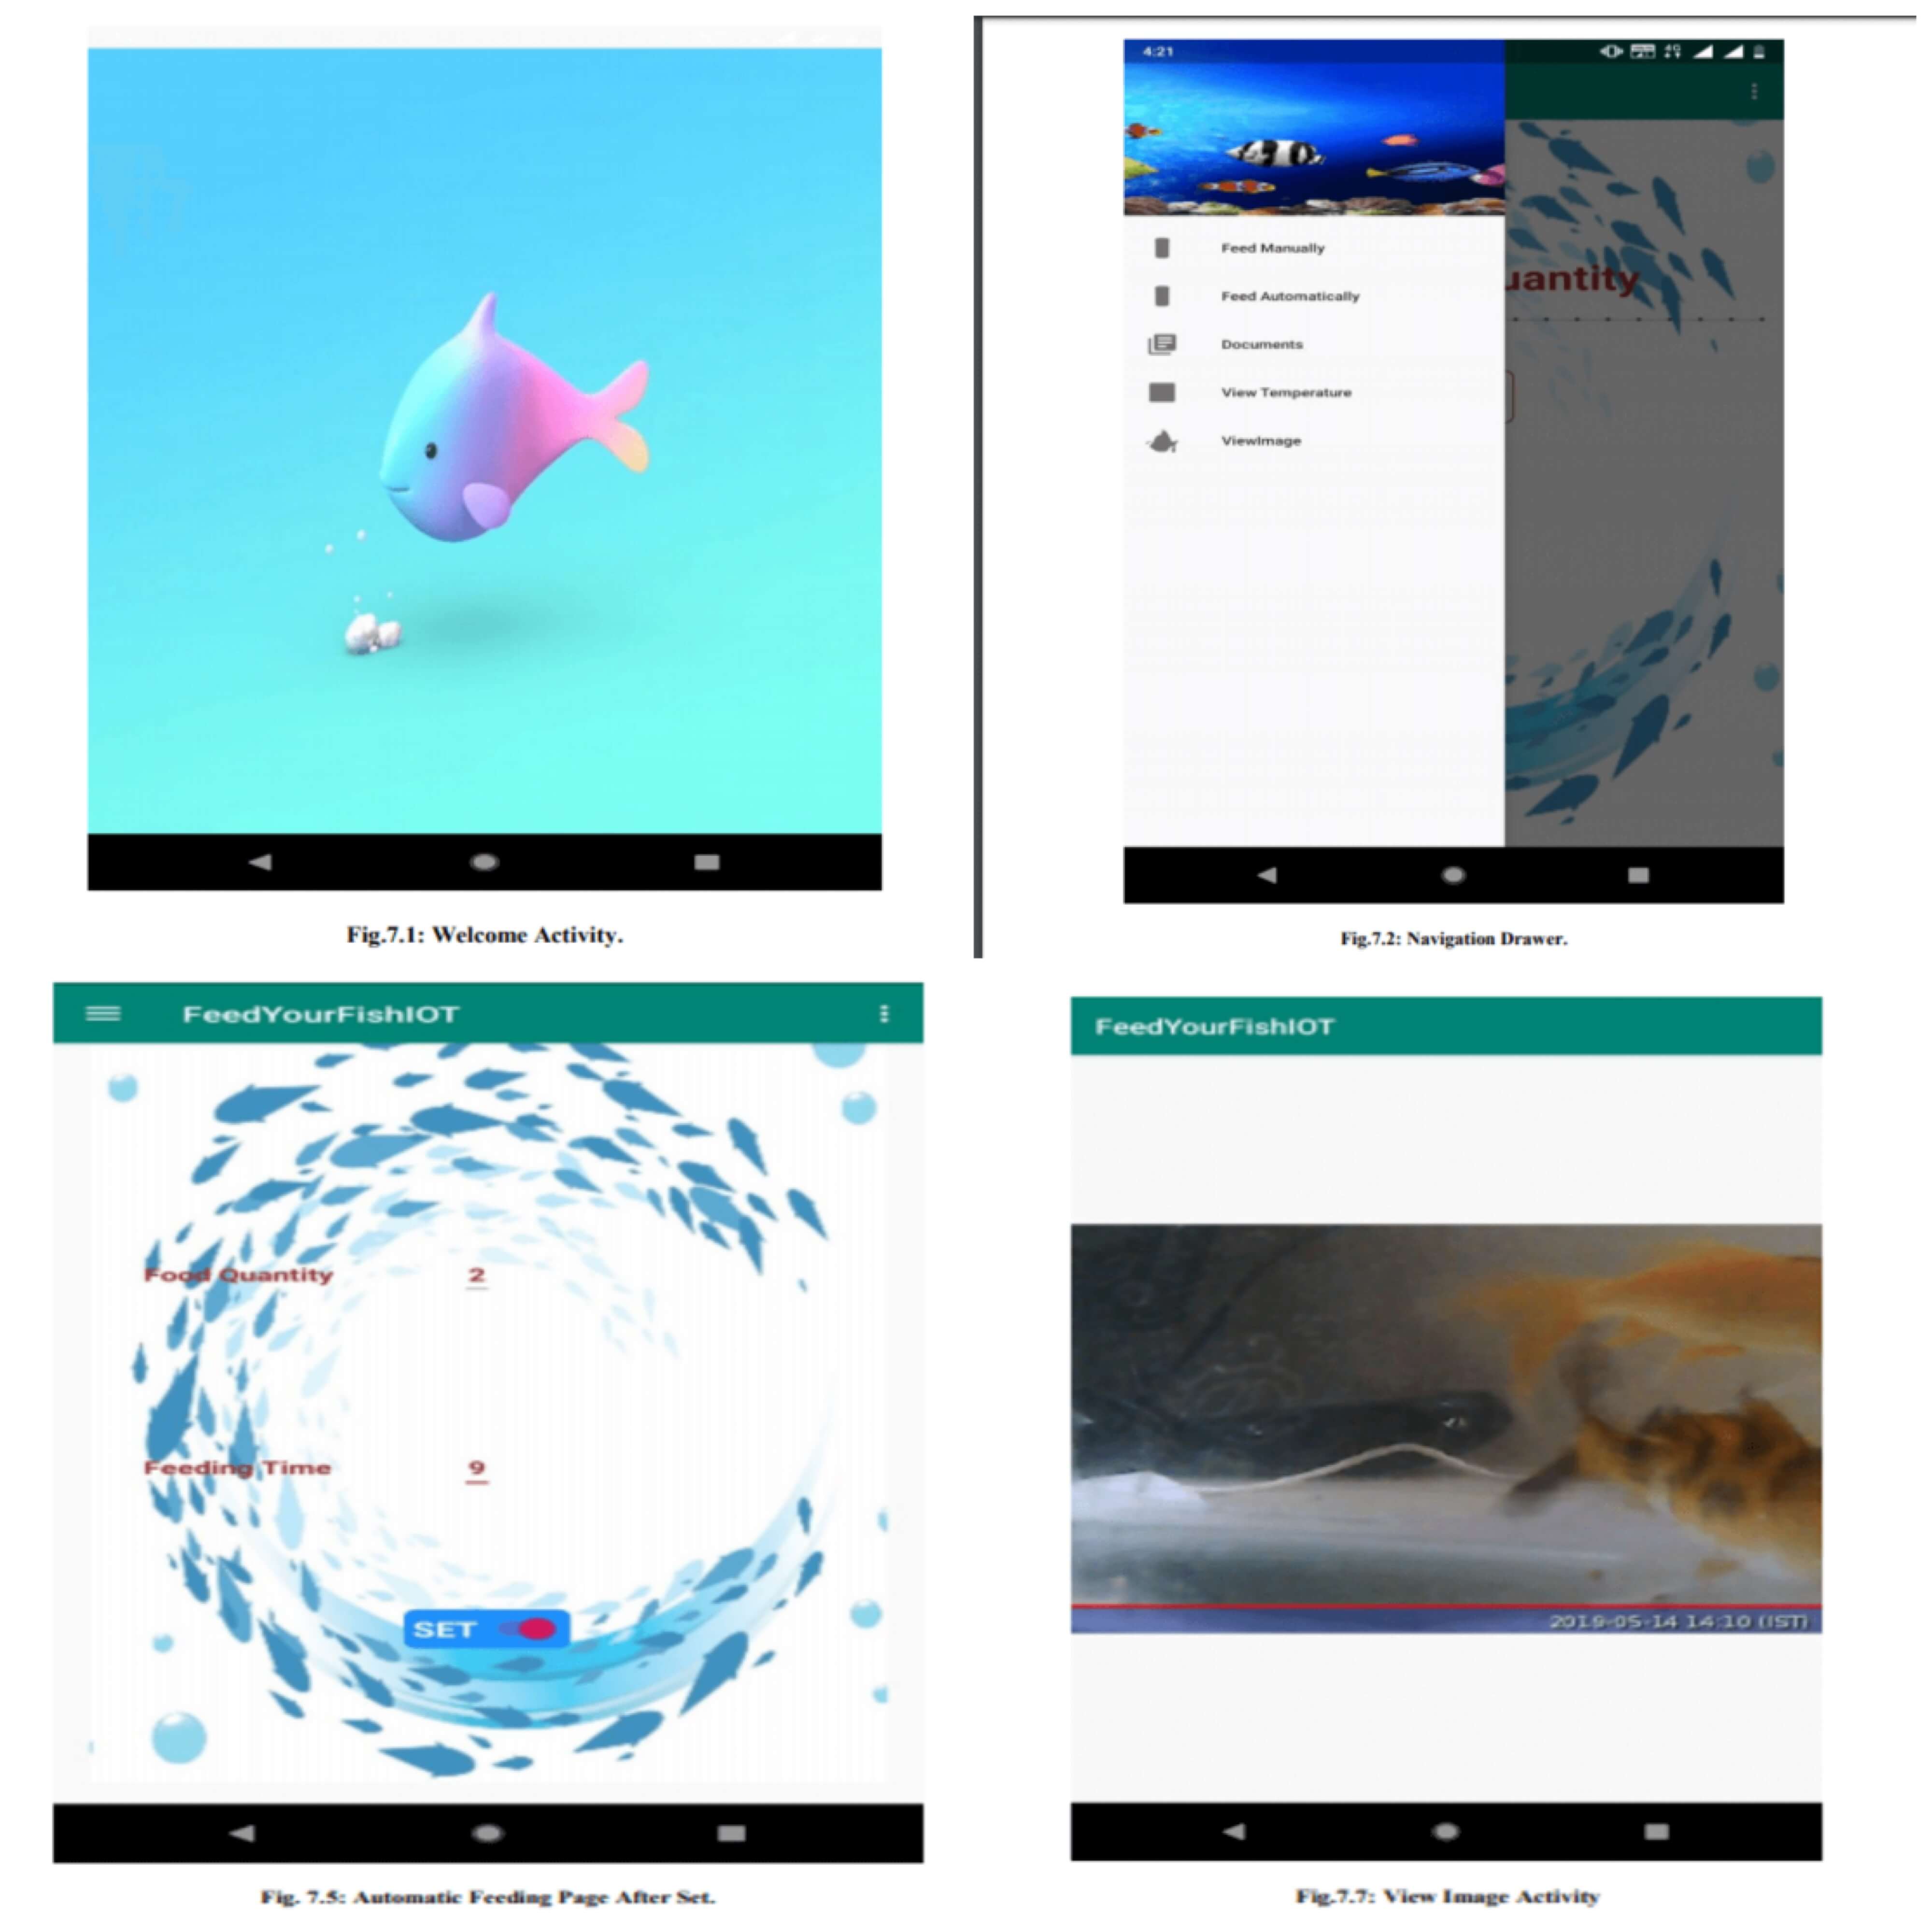 Fig.7.1: Welcome Activity.
4:21
4G
uantity
Feed Manually
Feed Automatically
Documents
View Temperature
ViewImage
Fig.7.2: Navigation Drawer.
FeedYourFishIOT
Food Quantity 2
Feeding Time 9
SET
Fig. 7.5: Automatic Feeding Page After Set.
FeedYourFishIOT
2019-05-14 14:10 (IST)
Fig.7.7: View Image Activity